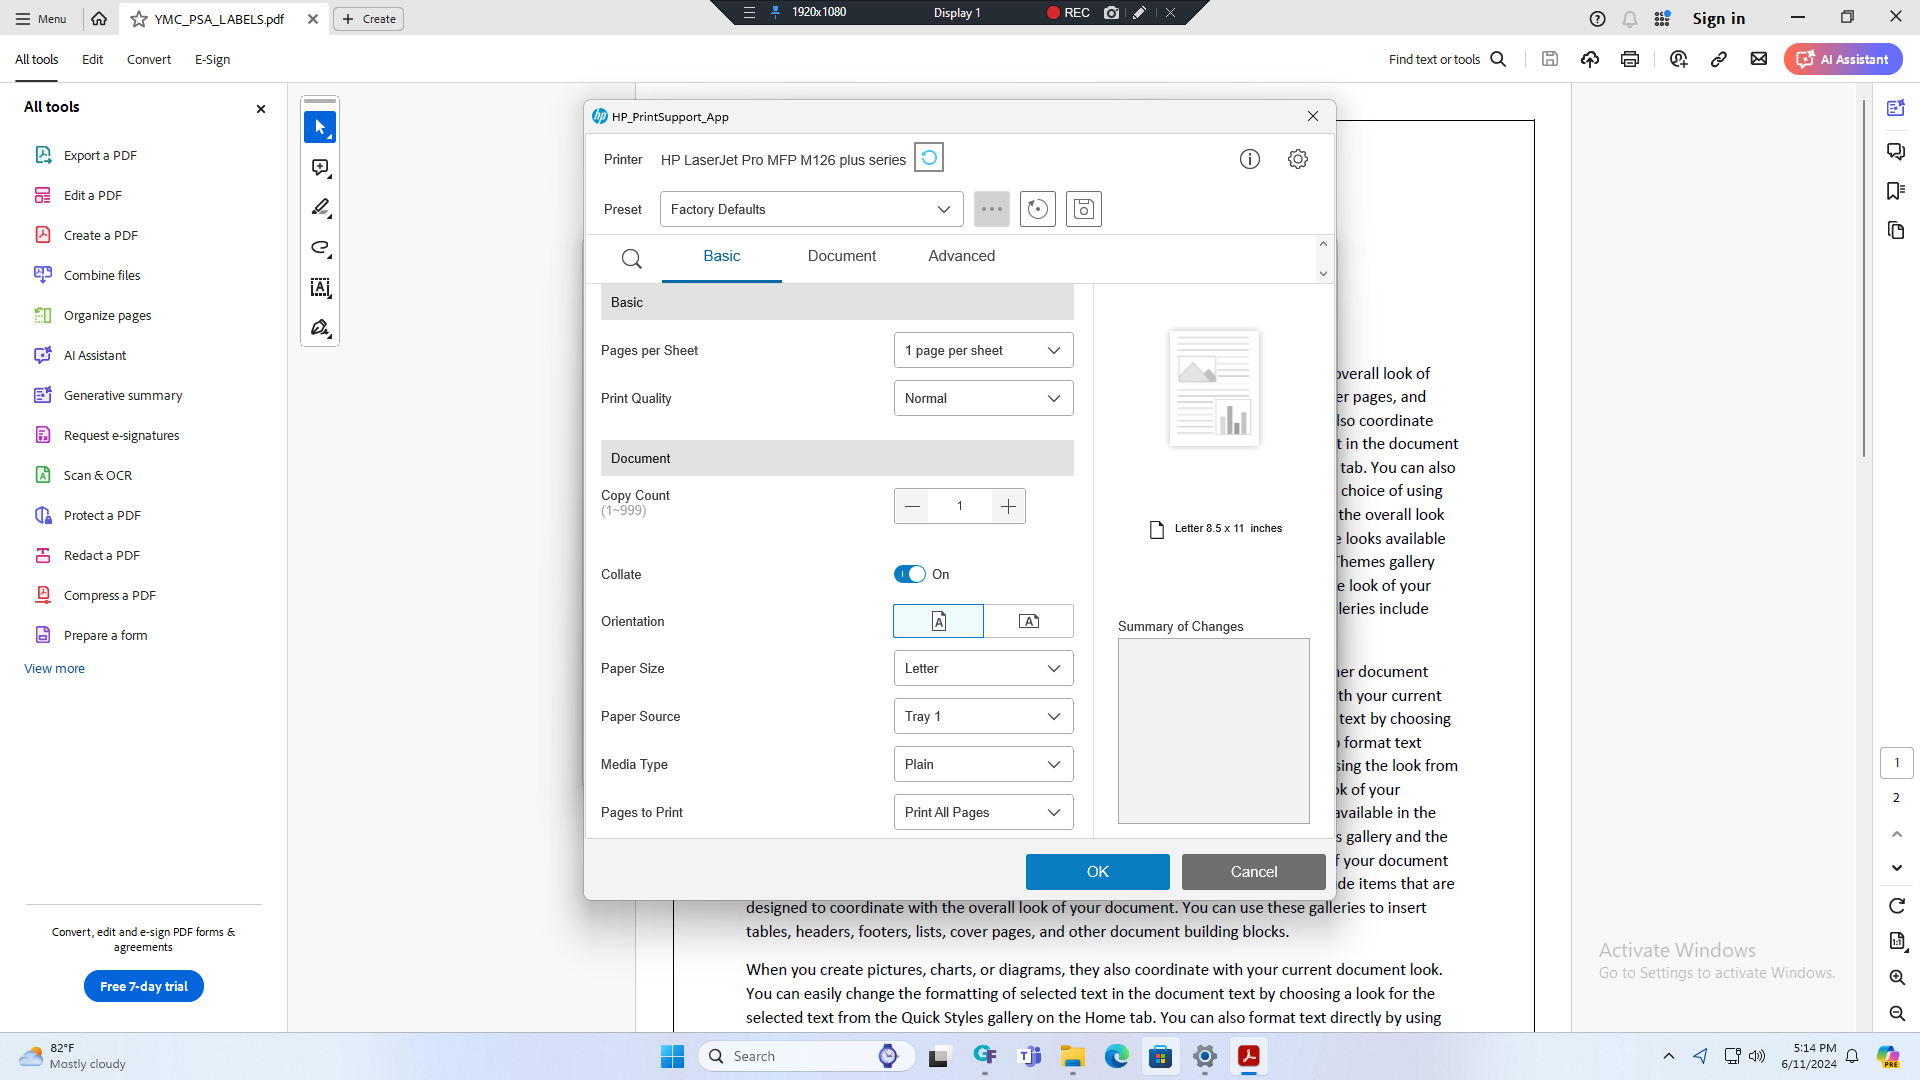 Menu
YMC_PSA_LABELS.pdf
Create
1920x1080
Display 1
REC
Sign in
All tools
Edit
Convert
E-Sign
Find text or tools
AI Assistant
All tools
Export a PDF
Edit a PDF
Create a PDF
Combine files
Organize pages
AI Assistant
Generative summary
Request e-signatures
Scan & OCR
Protect a PDF
Redact a PDF
Compress a PDF
Prepare a form
View more
Convert, edit and e-sign PDF forms &
agreements
Free 7-day trial
HP_PrintSupport_App
Printer
HP LaserJet Pro MFP M126 plus series
Preset
Factory Defaults
Basic
Document
Advanced
Basic
Pages per Sheet
1 page per sheet
Print Quality
Normal
Document
Copy Count
(1~999)
1
Collate
On
Orientation
Paper Size
Letter
Paper Source
Tray 1
Media Type
Plain
Pages to Print
Print All Pages
Letter 8.5 x 11 inches
Summary of Changes
OK
Cancel
overall look of
er pages, and
lso coordinate
t in the document
tab. You can also
choice of using
the overall look
e looks available
Themes gallery
e look of your
lleries include
her document
th your current
text by choosing
o format text
sing the look from
ok of your
available in the
s gallery and the
f your document
de items that are
designed to coordinate with the overall look of your document. You can use these galleries to insert
tables, headers, footers, lists, cover pages, and other document building blocks.
When you create pictures, charts, or diagrams, they also coordinate with your current document look.
You can easily change the formatting of selected text in the document text by choosing a look for the
selected text from the Quick Styles gallery on the Home tab. You can also format text directly by using
1
2
Activate Windows
Go to Settings to activate Windows.
82°F
Mostly cloudy
Search
5:14 PM
6/11/2024